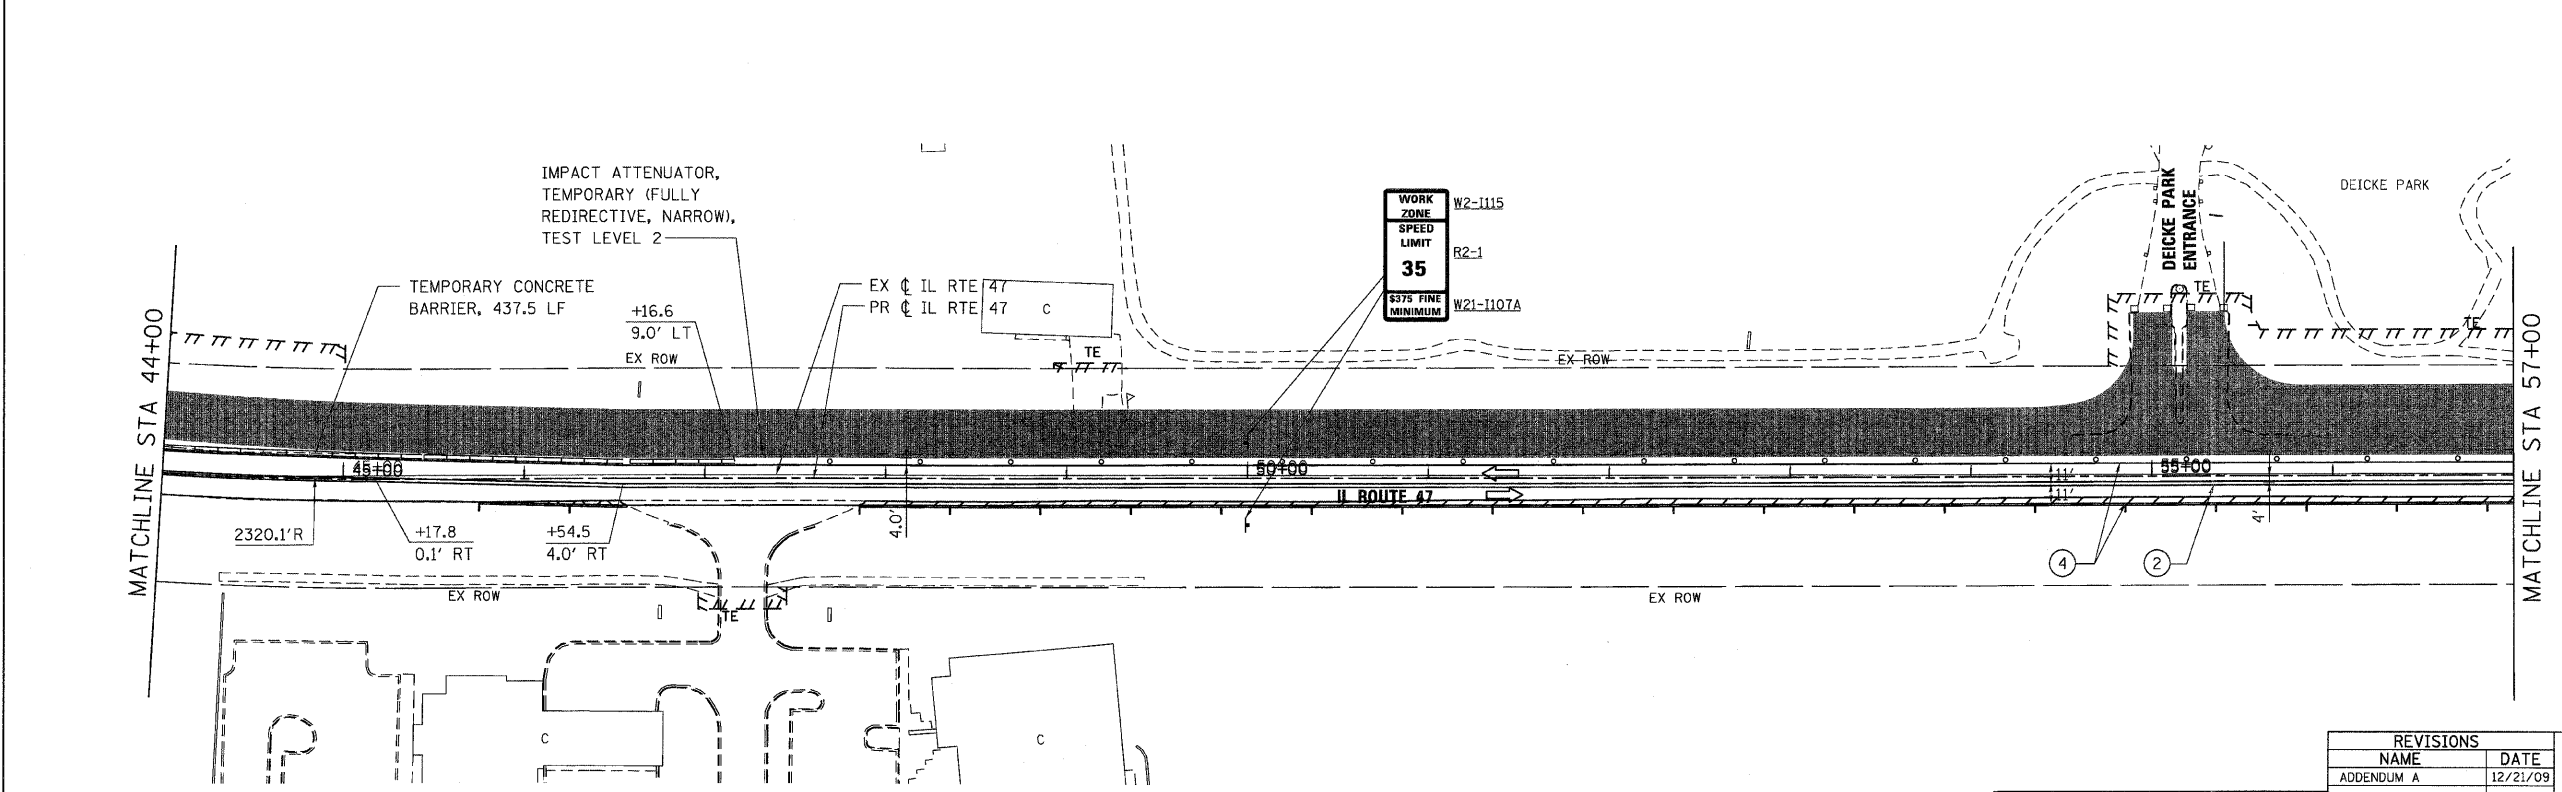 IMPACT ATTENUATOR,
TEMPORARY (FULLY
REDIRECTIVE, NARROW),
TEST LEVEL 2
TEMPORARY CONCRETE
BARRIER, 437.5 LF
+16.6
9.0' LT
EX ROW
EX ℄ IL RTE 47
PR ℄ IL RTE 47
C
TE
WORK
ZONE
SPEED
LIMIT
35
$375 FINE
MINIMUM
W2-I115
R2-1
W21-I107A
EX ROW
DEICKE PARK
ENTRANCE
TE
DEICKE PARK
TE
MATCHLINE STA 44+00
MATCHLINE STA 57+00
45+00
50+00
55+00
IL ROUTE 47
11'
11'
4'
4.0'
2320.1'R
+17.8
0.1' RT
+54.5
4.0' RT
4
2
EX ROW
TE
EX ROW
C
C
REVISIONS
NAME DATE
ADDENDUM A 12/21/09